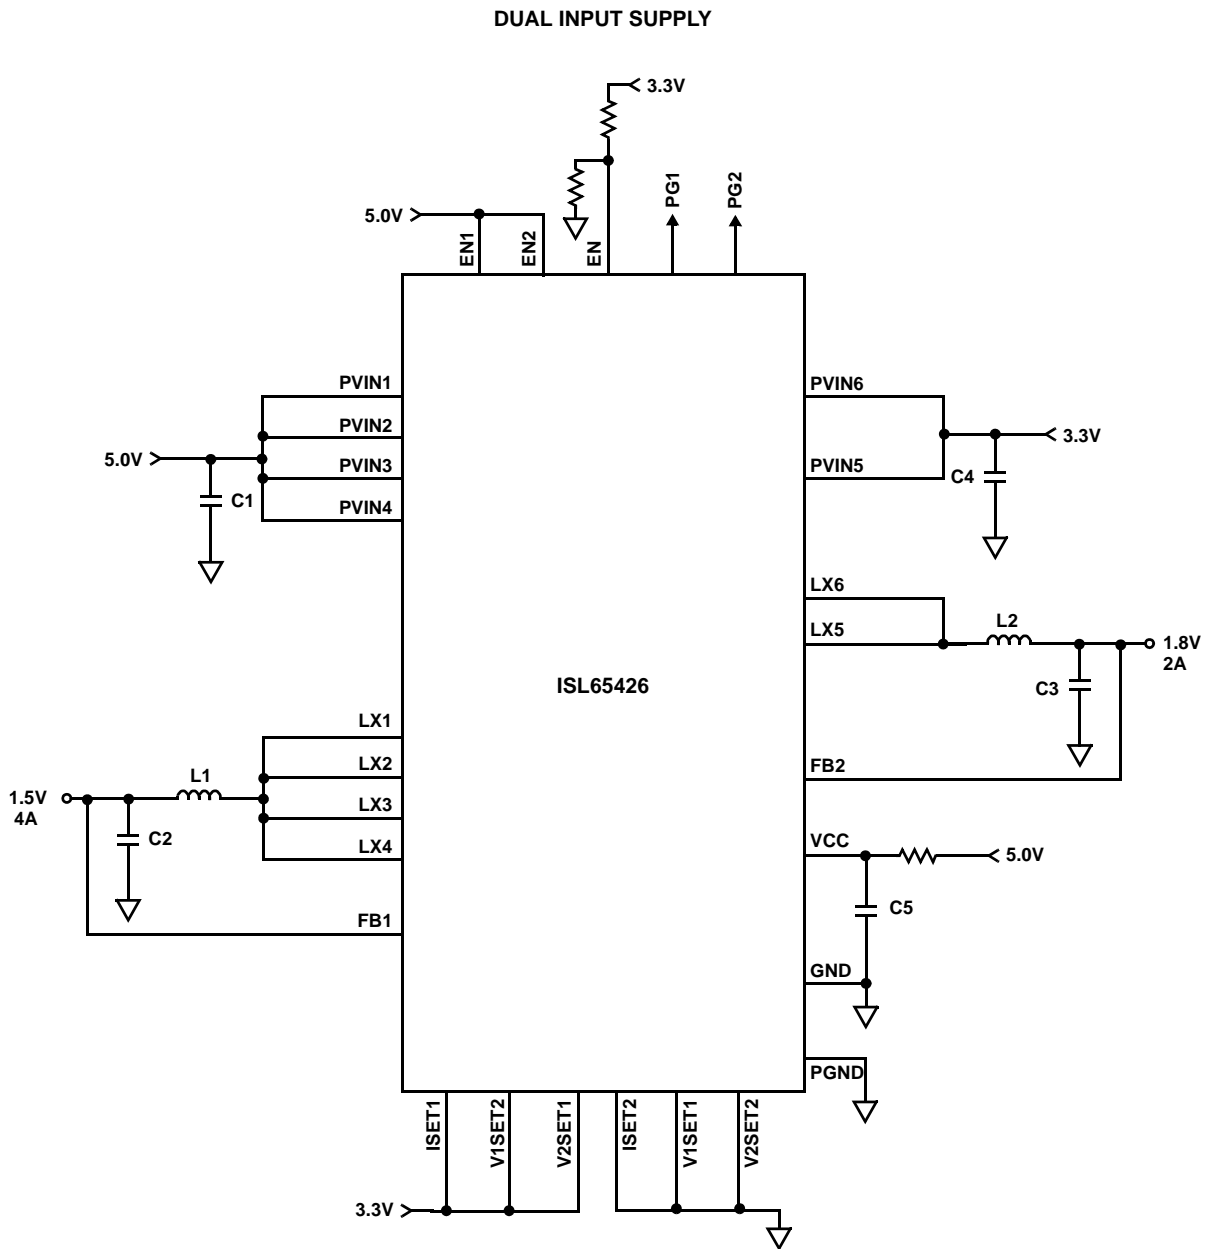 DUAL INPUT SUPPLY
3.3V
5.0V
EN1
EN2
EN
PG1
PG2
PVIN1
PVIN2
PVIN3
PVIN4
5.0V
C1
PVIN6
PVIN5
3.3V
C4
LX6
LX5
L2
1.8V
2A
C3
ISL65426
LX1
LX2
LX3
LX4
L1
1.5V
4A
C2
FB1
FB2
VCC
5.0V
C5
GND
PGND
ISET1
V1SET2
V2SET1
ISET2
V1SET1
V2SET2
3.3V